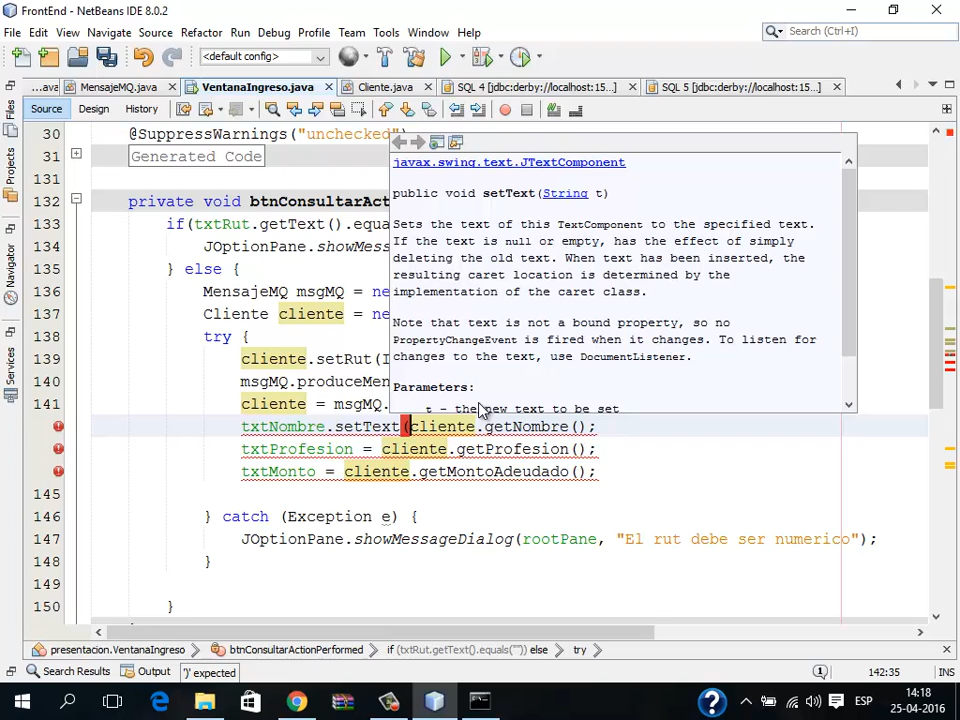 FrontEnd - NetBeans IDE 8.0.2
File Edit View Navigate Source Refactor Run Debug Profile Team Tools Window Help
Search (Ctrl+I)
<default config>
...ava MensajeMQ.java VentanaIngreso.java Cliente.java SQL 4 [jdbc:derby://localhost:15...] SQL 5 [jdbc:derby://localhost:15...]
Source Design History
Files
Projects
Navigator
Services
30 @SuppressWarnings("unchecked")
31 Generated Code
131
132 private void btnConsultarAct
133 if(txtRut.getText().equa
134 JOptionPane.showMess
135 } else {
136 MensajeMQ msgMQ = ne
137 Cliente cliente = ne
138 try {
139 cliente.setRut(I
140 msgMQ.produceMen
141 cliente = msgMQ.
txtNombre.setText(cliente.getNombre();
txtProfesion = cliente.getProfesion();
txtMonto = cliente.getMontoAdeudado();
145
146 } catch (Exception e) {
147 JOptionPane.showMessageDialog(rootPane, "El rut debe ser numerico");
148 }
149
150 }
javax.swing.text.JTextComponent
public void setText(String t)
Sets the text of this TextComponent to the specified text.
If the text is null or empty, has the effect of simply
deleting the old text. When text has been inserted, the
resulting caret location is determined by the
implementation of the caret class.
Note that text is not a bound property, so no
PropertyChangeEvent is fired when it changes. To listen for
changes to the text, use DocumentListener.
Parameters:
t - the new text to be set
presentacion.VentanaIngreso btnConsultarActionPerformed if (txtRut.getText().equals("")) else try
Search Results Output ')' expected 1 142:35 INS
ESP
14:18
25-04-2016